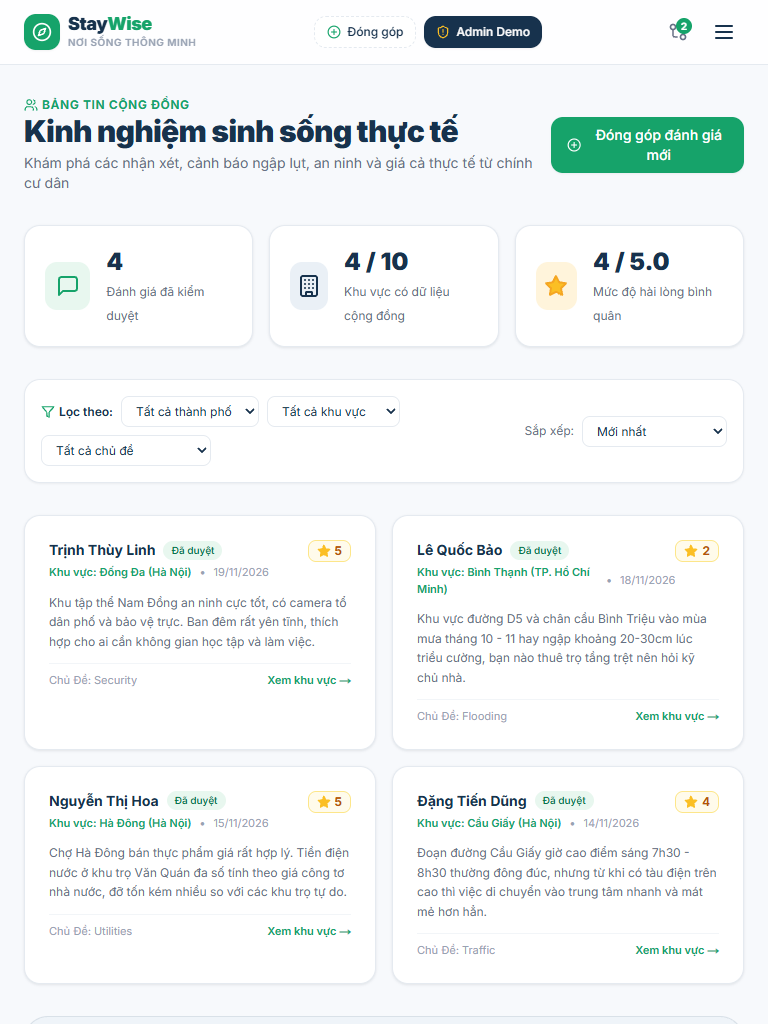 StayWise
NƠI SỐNG THÔNG MINH
Đóng góp
Admin Demo
2
BẢNG TIN CỘNG ĐỒNG
Kinh nghiệm sinh sống thực tế
Khám phá các nhận xét, cảnh báo ngập lụt, an ninh và giá cả thực tế từ chính
cư dân
Đóng góp đánh giá
mới
4
Đánh giá đã kiểm
duyệt
4 / 10
Khu vực có dữ liệu
cộng đồng
4 / 5.0
Mức độ hài lòng bình
quân
Lọc theo:
Tất cả thành phố
Tất cả khu vực
Tất cả chủ đề
Sắp xếp:
Mới nhất
Trịnh Thùy Linh
Đã duyệt
5
Khu vực: Đống Đa (Hà Nội) • 19/11/2026
Khu tập thể Nam Đồng an ninh cực tốt, có camera tổ
dân phố và bảo vệ trực. Ban đêm rất yên tĩnh, thích
hợp cho ai cần không gian học tập và làm việc.
Chủ Đề: Security
Xem khu vực →
Lê Quốc Bảo
Đã duyệt
2
Khu vực: Bình Thạnh (TP. Hồ Chí
Minh)
• 18/11/2026
Khu vực đường D5 và chân cầu Bình Triệu vào mùa
mưa tháng 10 - 11 hay ngập khoảng 20-30cm lúc
triều cường, bạn nào thuê trọ tầng trệt nên hỏi kỹ
chủ nhà.
Chủ Đề: Flooding
Xem khu vực →
Nguyễn Thị Hoa
Đã duyệt
5
Khu vực: Hà Đông (Hà Nội) • 15/11/2026
Chợ Hà Đông bán thực phẩm giá rất hợp lý. Tiền điện
nước ở khu trọ Văn Quán đa số tính theo giá công tơ
nhà nước, đỡ tốn kém nhiều so với các khu trọ tự do.
Chủ Đề: Utilities
Xem khu vực →
Đặng Tiến Dũng
Đã duyệt
4
Khu vực: Cầu Giấy (Hà Nội) • 14/11/2026
Đoạn đường Cầu Giấy giờ cao điểm sáng 7h30 -
8h30 thường đông đúc, nhưng từ khi có tàu điện trên
cao thì việc di chuyển vào trung tâm nhanh và mát
mẻ hơn hẳn.
Chủ Đề: Traffic
Xem khu vực →